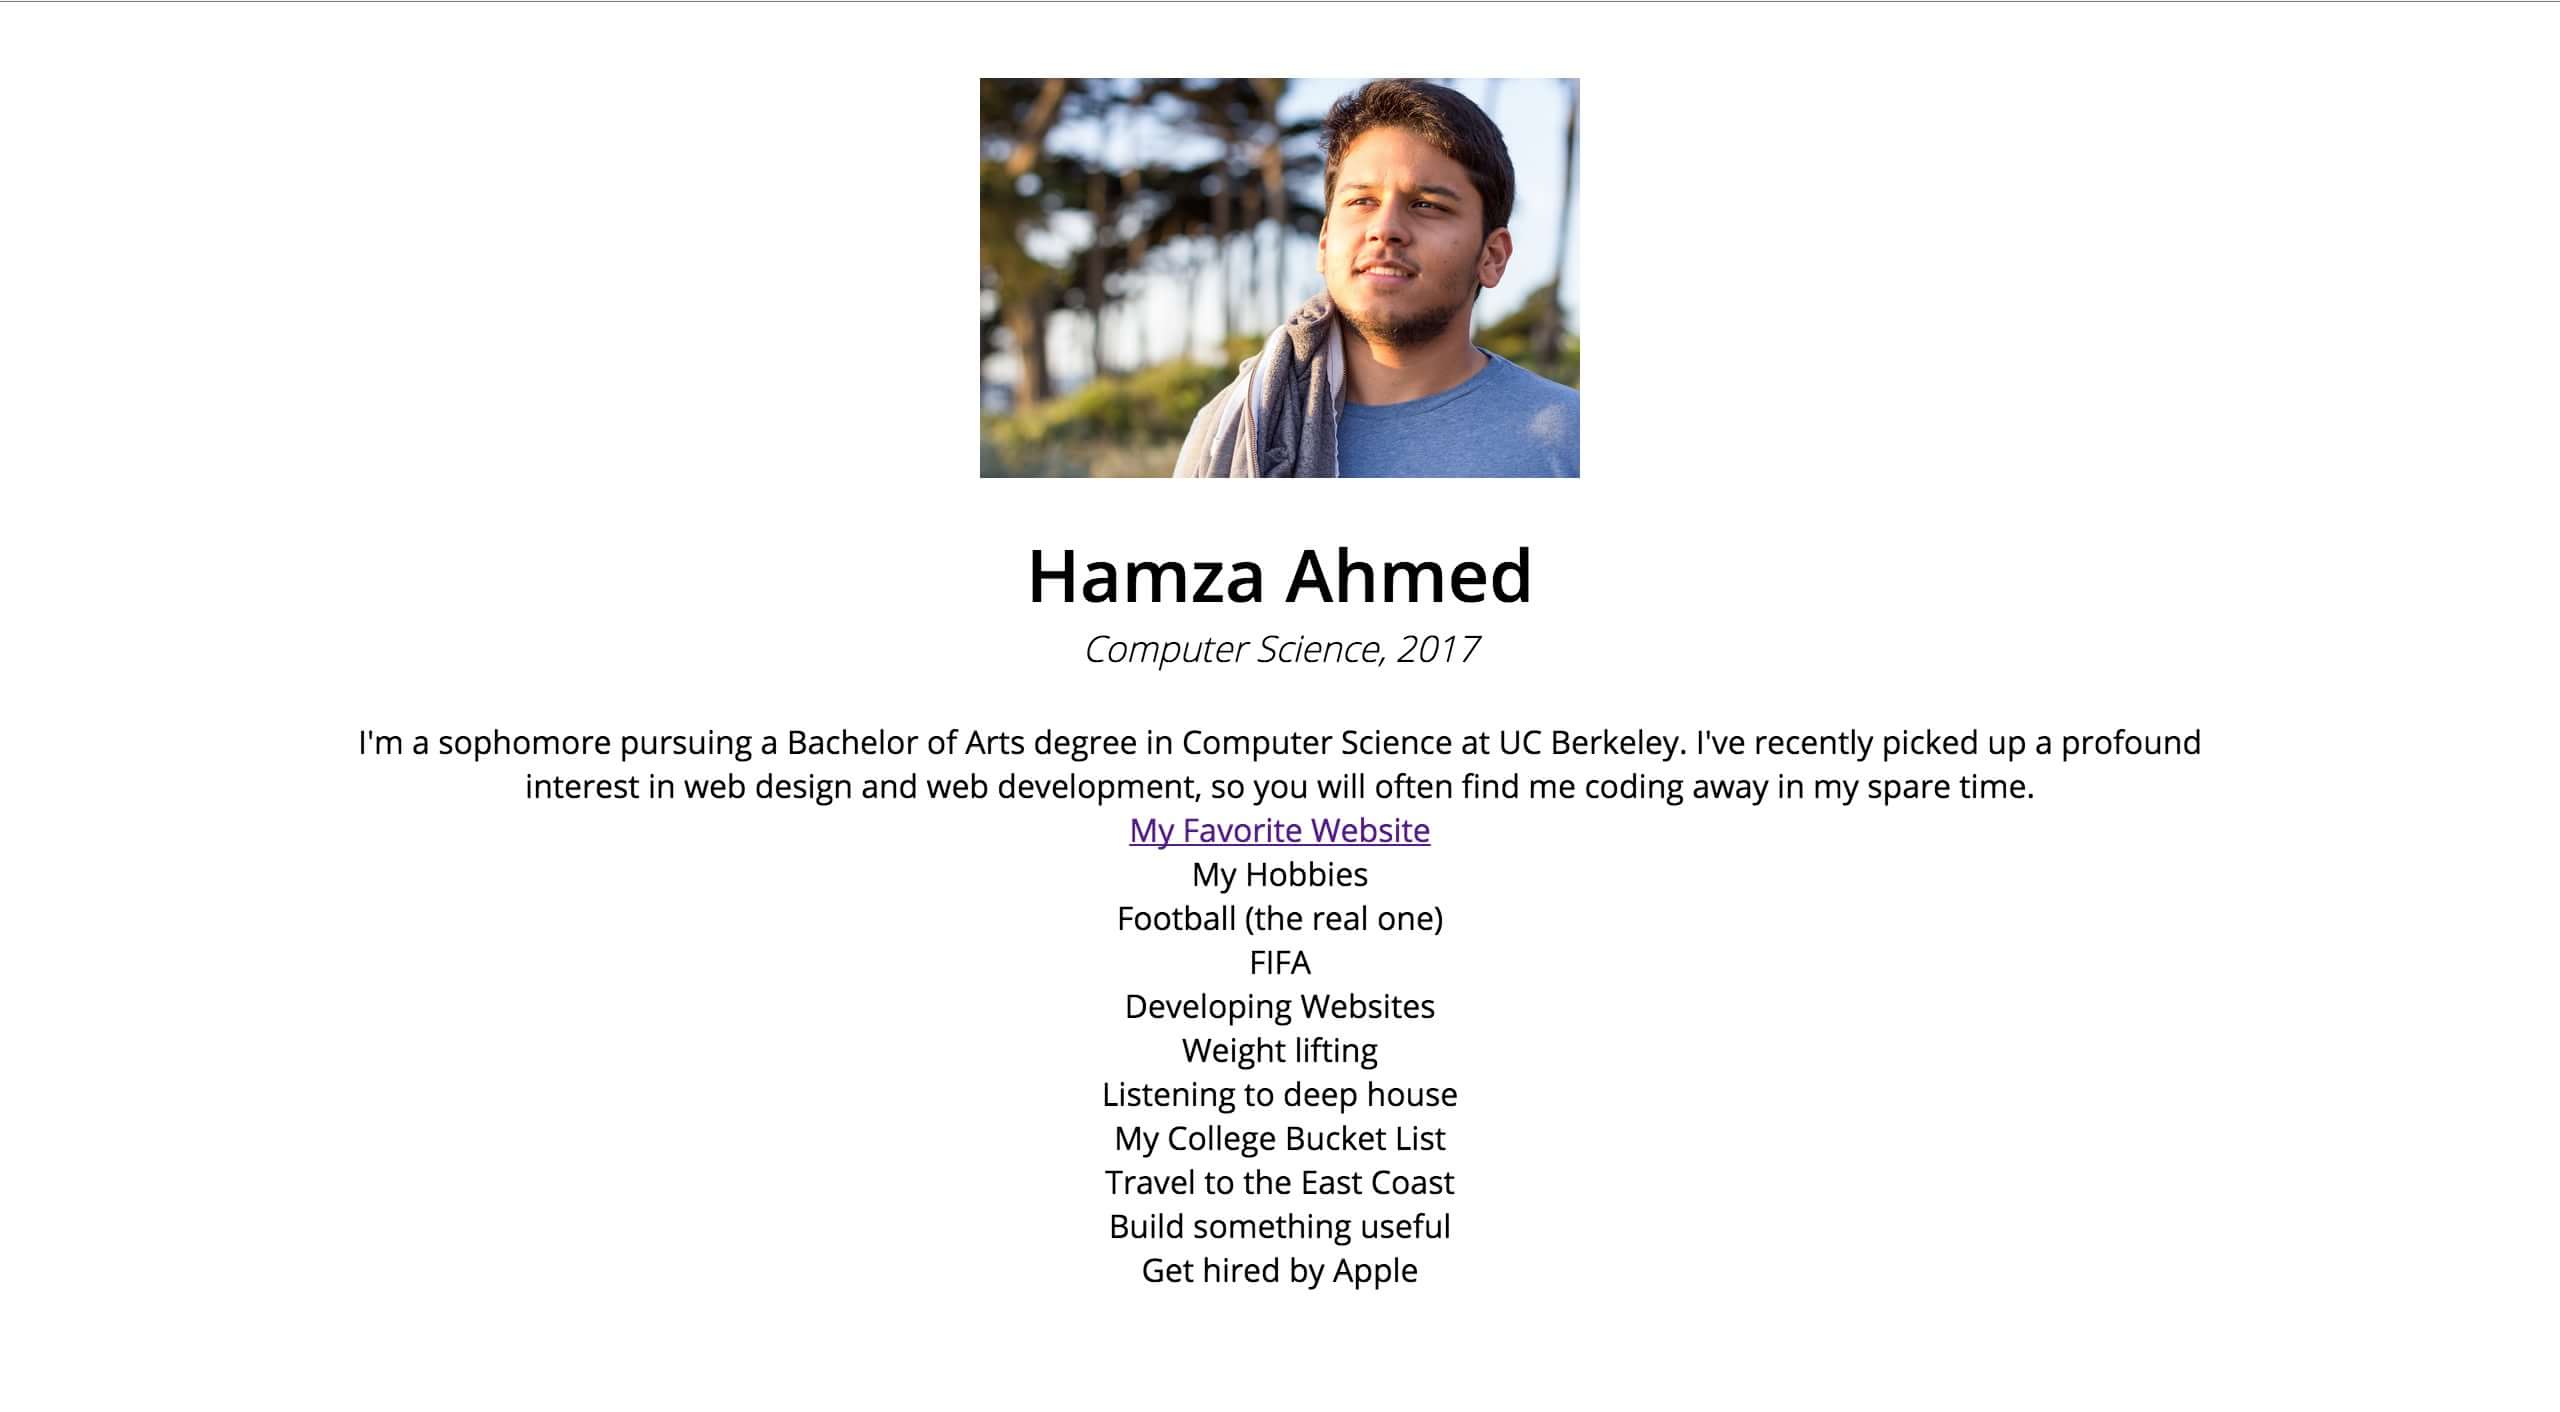 Hamza Ahmed
Computer Science, 2017
I'm a sophomore pursuing a Bachelor of Arts degree in Computer Science at UC Berkeley. I've recently picked up a profound
interest in web design and web development, so you will often find me coding away in my spare time.
My Favorite Website
My Hobbies
Football (the real one)
FIFA
Developing Websites
Weight lifting
Listening to deep house
My College Bucket List
Travel to the East Coast
Build something useful
Get hired by Apple